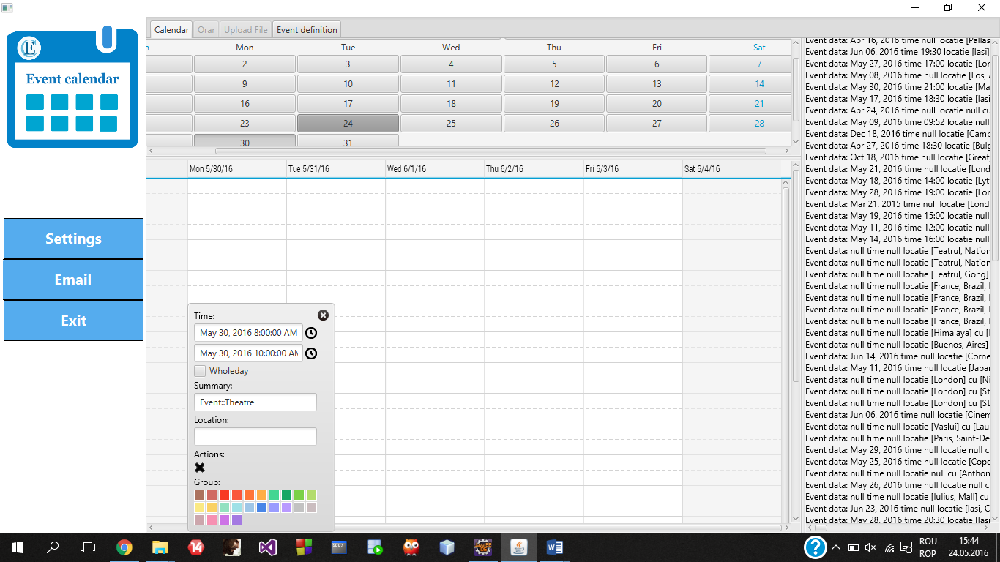 E
Event calendar
Settings
Email
Exit
Calendar Orar Upload File Event definition
Mon Tue Wed Thu Fri Sat
2 3 4 5 6 7
9 10 11 12 13 14
16 17 18 19 20 21
23 24 25 26 27 28
30 31
Mon 5/30/16 Tue 5/31/16 Wed 6/1/16 Thu 6/2/16 Fri 6/3/16 Sat 6/4/16
Time:
May 30, 2016 8:00:00 AM
May 30, 2016 10:00:00 AM
Wholeday
Summary:
Event::Theatre
Location:
Actions:
Group:
Event data: Apr 16, 2016 time null locatie [Pallas
Event data: Jun 06, 2016 time 19:30 locatie [Iasi]
Event data: May 27, 2016 time 17:00 locatie [Lon
Event data: May 08, 2016 time null locatie [Los, A
Event data: May 30, 2016 time 21:00 locatie [Ma
Event data: May 17, 2016 time 18:30 locatie [Iasi
Event data: Apr 24, 2016 time null locatie null cu
Event data: May 09, 2016 time 09:52 locatie null
Event data: Dec 18, 2016 time null locatie [Camb
Event data: Apr 27, 2016 time 18:30 locatie [Bulg
Event data: Oct 18, 2016 time null locatie [Great,
Event data: May 21, 2016 time null locatie [Lond
Event data: May 18, 2016 time 14:00 locatie [Lytt
Event data: May 28, 2016 time 19:00 locatie [Lon
Event data: Mar 21, 2015 time null locatie [Londo
Event data: May 19, 2016 time 15:00 locatie null
Event data: May 11, 2016 time 12:00 locatie null
Event data: May 14, 2016 time 16:00 locatie null
Event data: null time null locatie [Teatrul, Nation
Event data: null time null locatie [Teatrul, Nation
Event data: null time null locatie [Teatrul, Gong]
Event data: null time null locatie [France, Brazil,
Event data: null time null locatie [France, Brazil,
Event data: null time null locatie [France, Brazil,
Event data: null time null locatie [France, Brazil,
Event data: null time null locatie [Himalaya] cu
Event data: null time null locatie [Buenos, Aires]
Event data: Jun 14, 2016 time null locatie [Corne
Event data: May 11, 2016 time null locatie [Japan
Event data: null time null locatie [London] cu [Ni
Event data: null time null locatie [London] cu [St
Event data: null time null locatie [London] cu [St
Event data: Jun 06, 2016 time null locatie [Cinem
Event data: null time null locatie [Vaslui] cu [Laur
Event data: null time null locatie [Paris, Saint-De
Event data: May 29, 2016 time null locatie null cu
Event data: May 25, 2016 time null locatie [Copo
Event data: null time null locatie null cu [Anthon
Event data: May 26, 2016 time null locatie null cu
Event data: null time null locatie [Iulius, Mall] cu
Event data: Jun 23, 2016 time null locatie [Iasi, C
Event data: May 28, 2016 time 20:30 locatie [Iasi
14
SQL>
ROU
ROP
15:44
24.05.2016